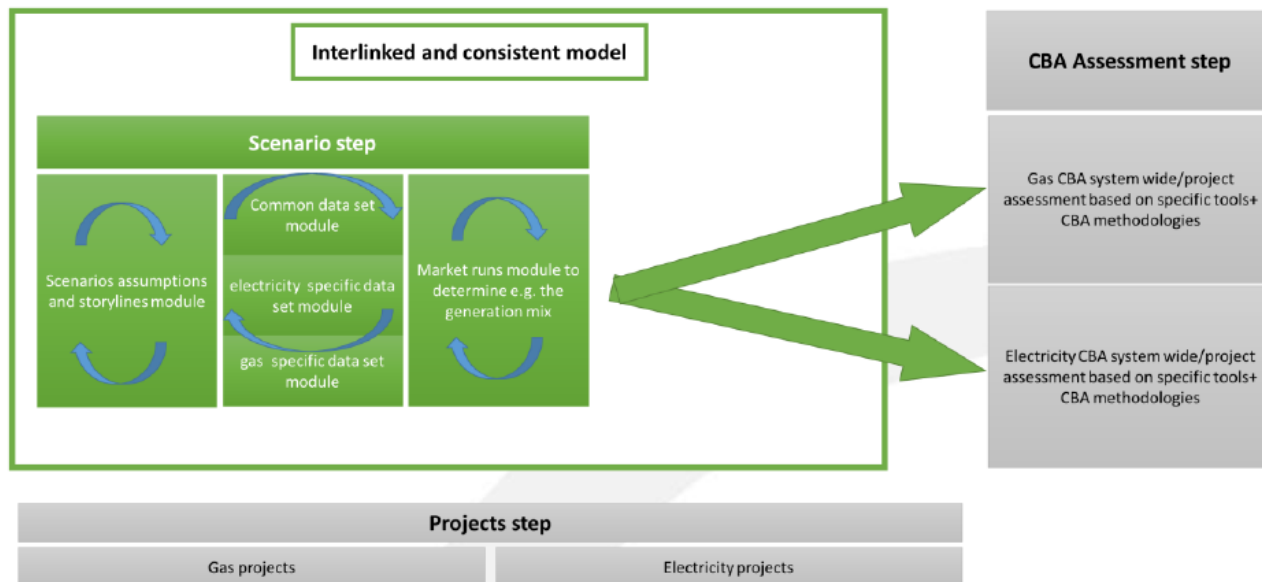 Interlinked and consistent model
CBA Assessment step
Scenario step
Scenarios assumptions
and storylines module
Common data set
module
electricity specific data
set module
gas specific data set
module
Market runs module to
determine e.g. the
generation mix
Gas CBA system wide/project
assessment based on specific tools+
CBA methodologies
Electricity CBA system wide/project
assessment based on specific tools+
CBA methodologies
Projects step
Gas projects
Electricity projects